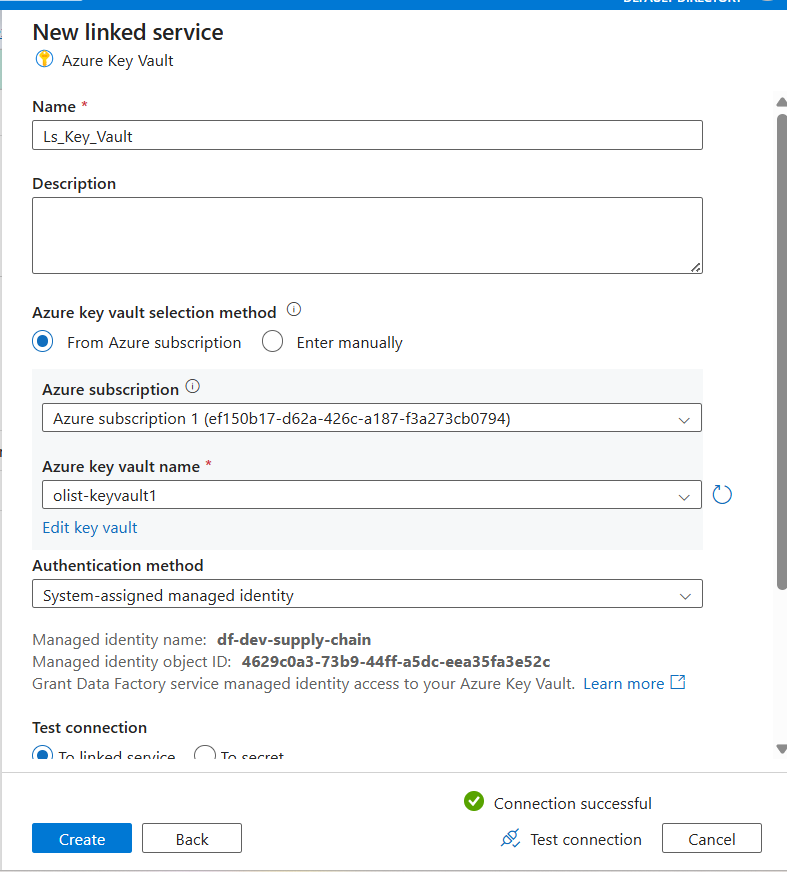 DEFAULT DIRECTORY
New linked service
Azure Key Vault
Name *
Ls_Key_Vault
Description
Azure key vault selection method
From Azure subscription
Enter manually
Azure subscription
Azure subscription 1 (ef150b17-d62a-426c-a187-f3a273cb0794)
Azure key vault name *
olist-keyvault1
Edit key vault
Authentication method
System-assigned managed identity
Managed identity name: df-dev-supply-chain
Managed identity object ID: 4629c0a3-73b9-44ff-a5dc-eea35fa3e52c
Grant Data Factory service managed identity access to your Azure Key Vault. Learn more
Test connection
To linked service
To secret
Connection successful
Create
Back
Test connection
Cancel